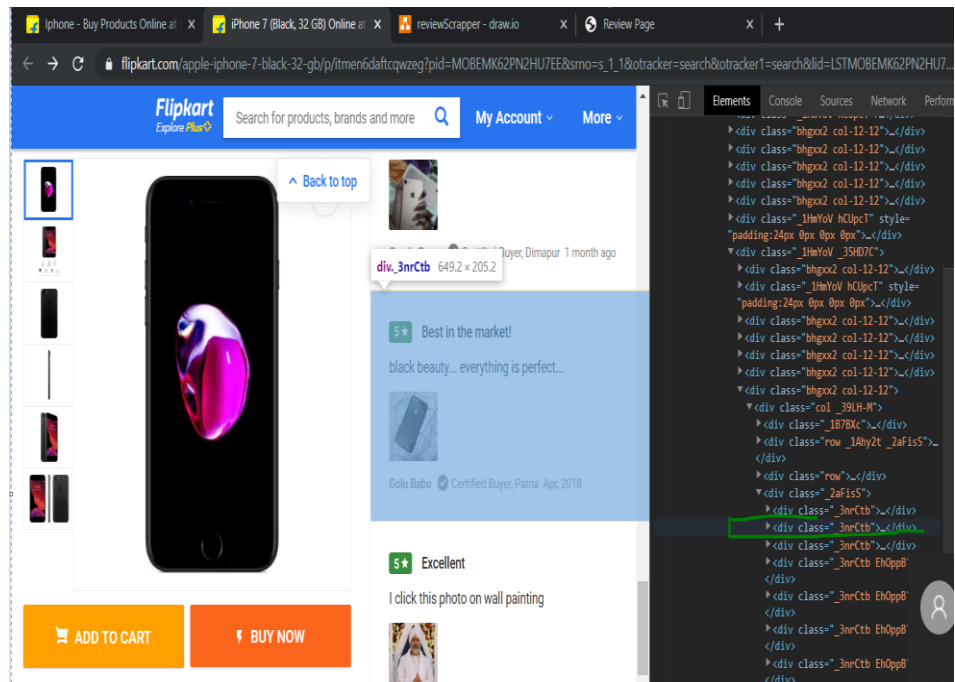 Iphone - Buy Products Online at
iPhone 7 (Black, 32 GB) Online at
reviewScrapper - draw.io
Review Page
flipkart.com/apple-iphone-7-black-32-gb/p/itmen6daftcqwzeg?pid=MOBEMK62PN2HU7EE&srno=s_1_1&otracker=search&otracker1=search&lid=LSTMOBEMK62PN2HU7...
Flipkart
Explore Plus
Search for products, brands and more
My Account
More
Back to top
Certified Buyer, Dimapur 1 month ago
div._3nrCtb 649.2 × 205.2
5★ Best in the market!
black beauty... everything is perfect...
Golu Babu Certified Buyer, Patna Apr, 2018
5★ Excellent
I click this photo on wall painting
ADD TO CART
BUY NOW
Elements Console Sources Network Perform
<div class="bhgxx2 col-12-12">…</div>
<div class="bhgxx2 col-12-12">…</div>
<div class="bhgxx2 col-12-12">…</div>
<div class="bhgxx2 col-12-12">…</div>
<div class="bhgxx2 col-12-12">…</div>
<div class="_1HmYoV hCUpcT" style=
"padding:24px 0px 0px 0px">…</div>
<div class="_1HmYoV _35HD7C">
<div class="bhgxx2 col-12-12">…</div>
<div class="_1HmYoV hCUpcT" style=
"padding:24px 0px 0px 0px">…</div>
<div class="bhgxx2 col-12-12">…</div>
<div class="bhgxx2 col-12-12">…</div>
<div class="bhgxx2 col-12-12">…</div>
<div class="bhgxx2 col-12-12">…</div>
<div class="bhgxx2 col-12-12">
<div class="col _39LH-M">
<div class="_1B7BXc">…</div>
<div class="row _1Ahy2t _2aFisS">…
</div>
<div class="row">…</div>
<div class="_2aFisS">
<div class="_3nrCtb">…</div>
<div class="_3nrCtb">…</div>
<div class="_3nrCtb">…</div>
<div class="_3nrCtb EhOppB"
</div>
<div class="_3nrCtb EhOppB"
</div>
<div class="_3nrCtb EhOppB"
</div>
<div class="_3nrCtb EhOppB"
</div>